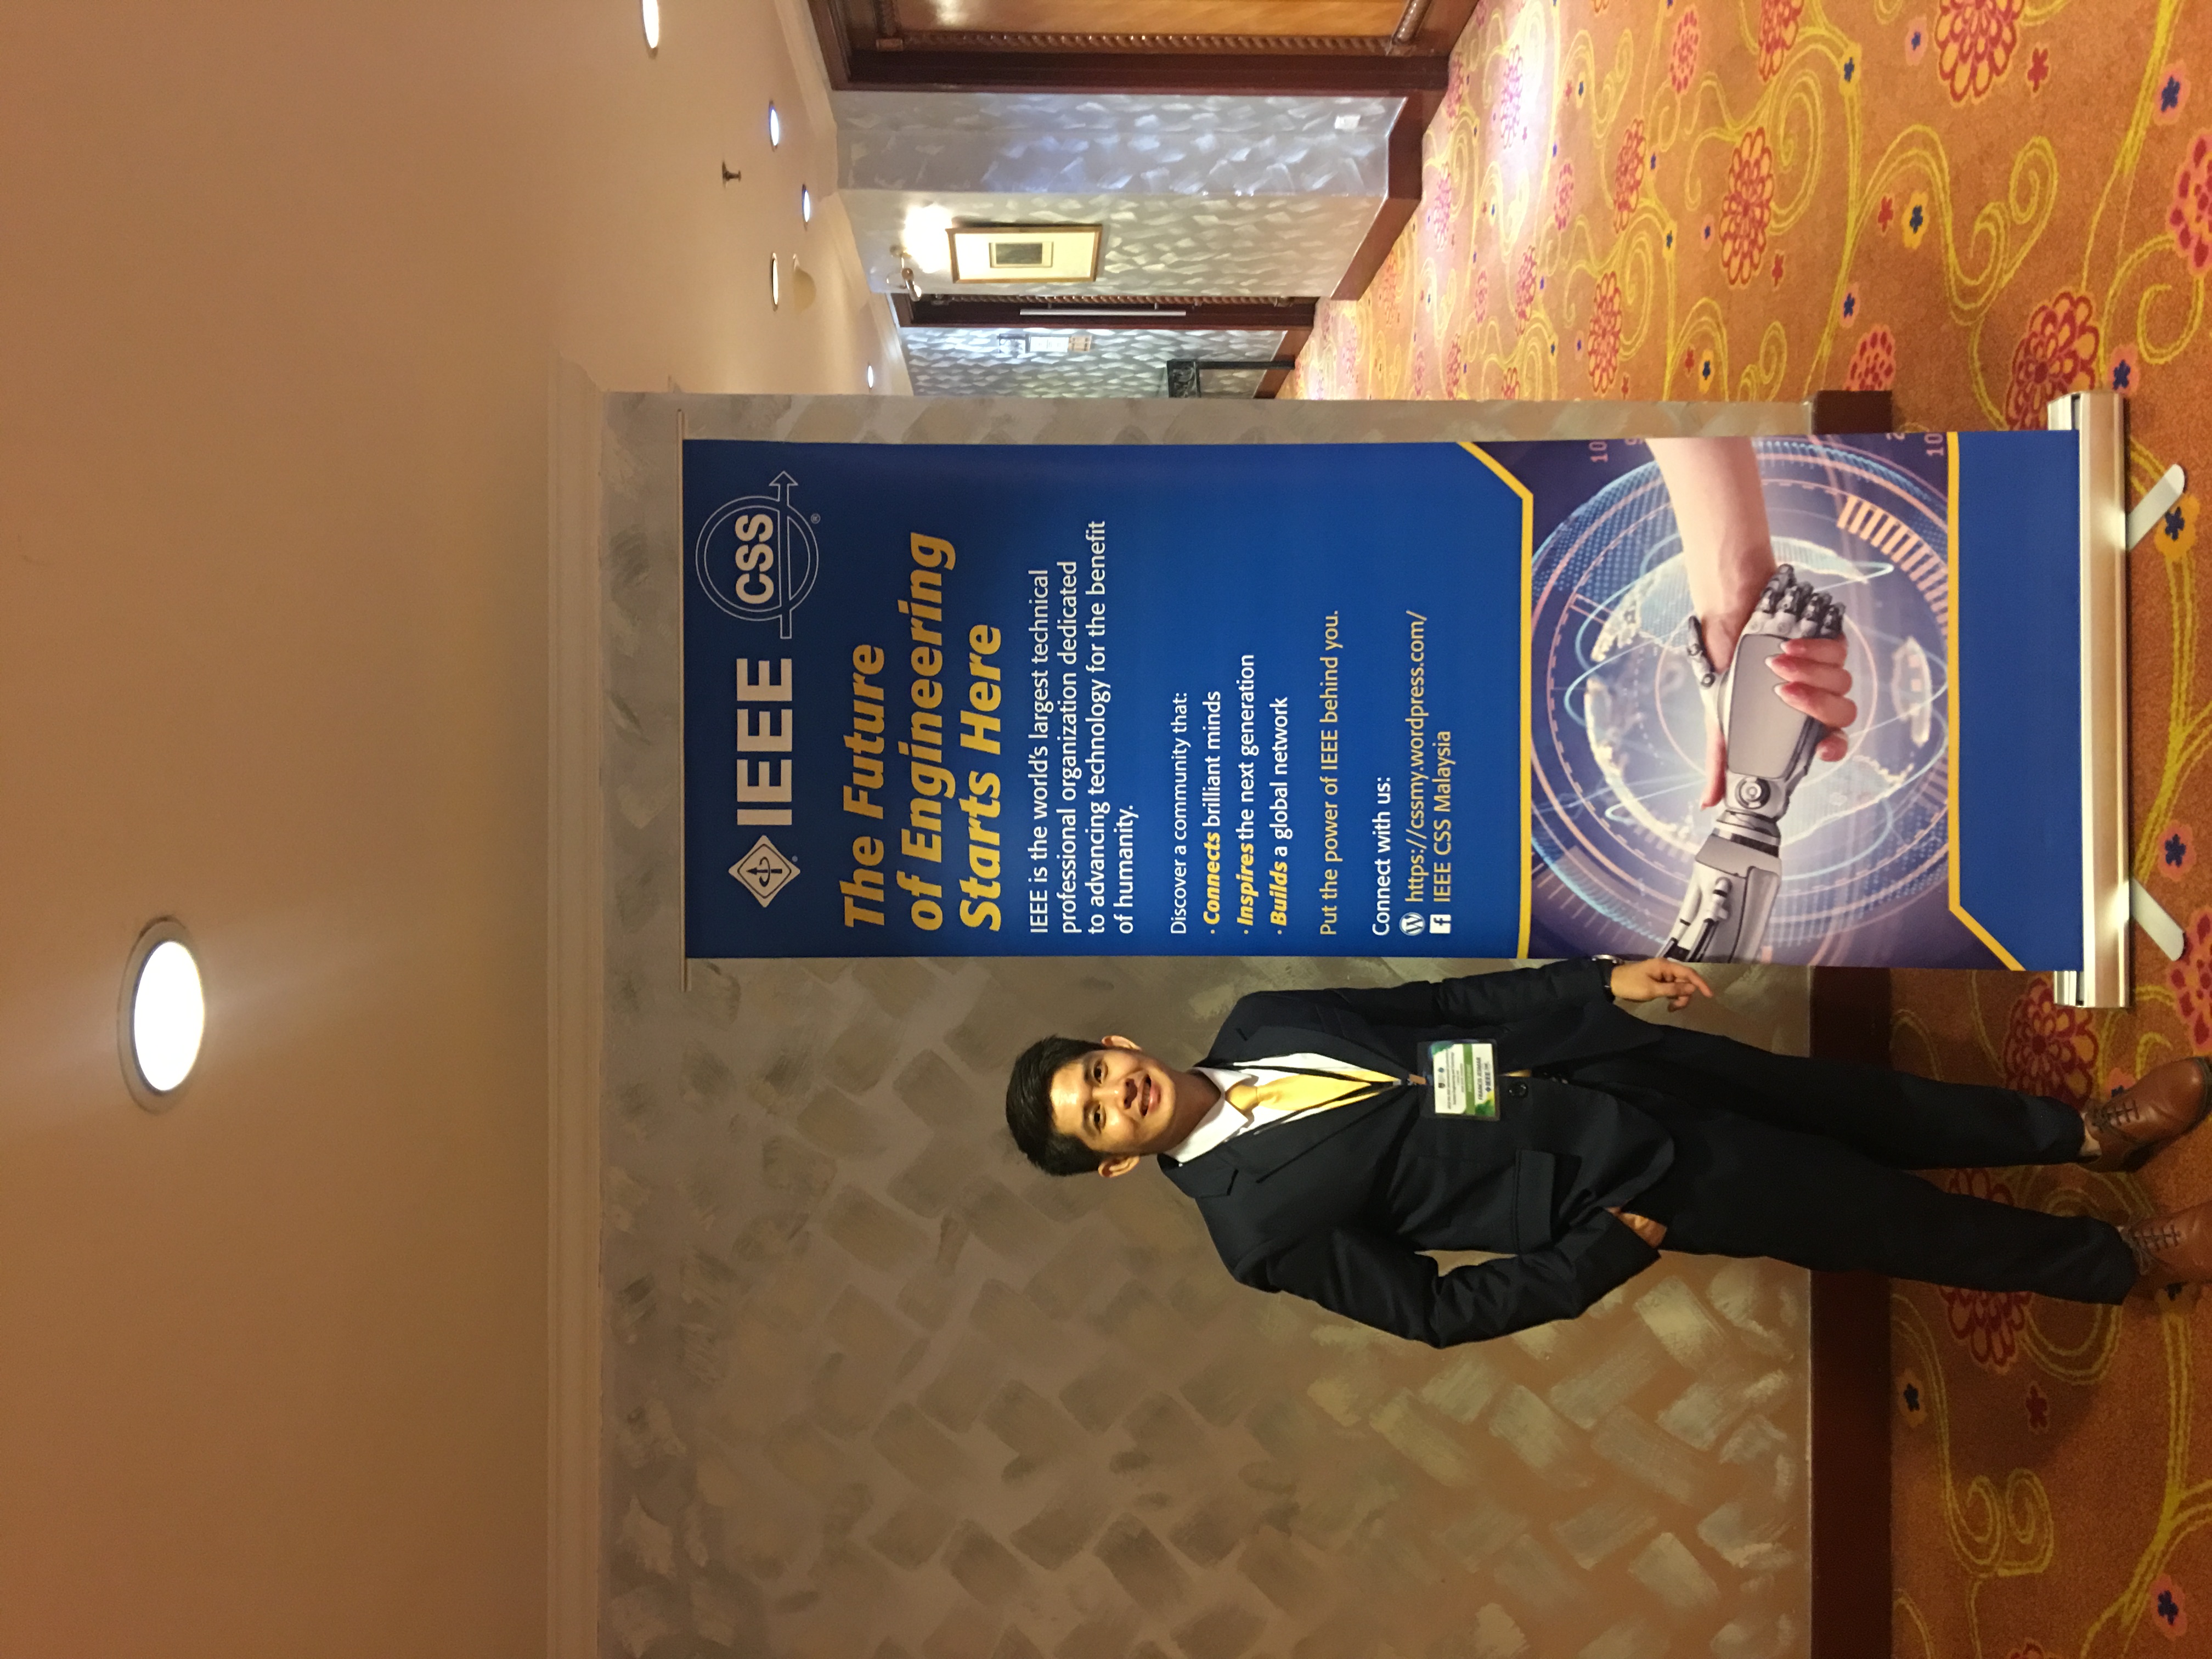 IEEE CSS
The Future
of Engineering
Starts Here
IEEE is the world's largest technical
professional organization dedicated
to advancing technology for the benefit
of humanity.
Discover a community that:
· Connects brilliant minds
· Inspires the next generation
· Builds a global network
Put the power of IEEE behind you.
Connect with us:
https://cssmy.wordpress.com/
IEEE CSS Malaysia
FRANCO JOMAR
IEEE
10
10